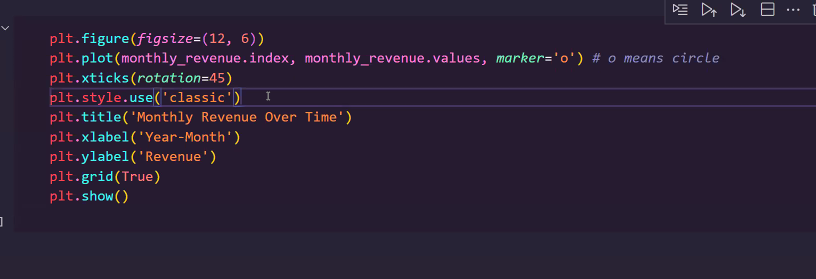 plt.figure(figsize=(12, 6))
plt.plot(monthly_revenue.index, monthly_revenue.values, marker='o') # o means circle
plt.xticks(rotation=45)
plt.style.use('classic')
plt.title('Monthly Revenue Over Time')
plt.xlabel('Year-Month')
plt.ylabel('Revenue')
plt.grid(True)
plt.show()
]